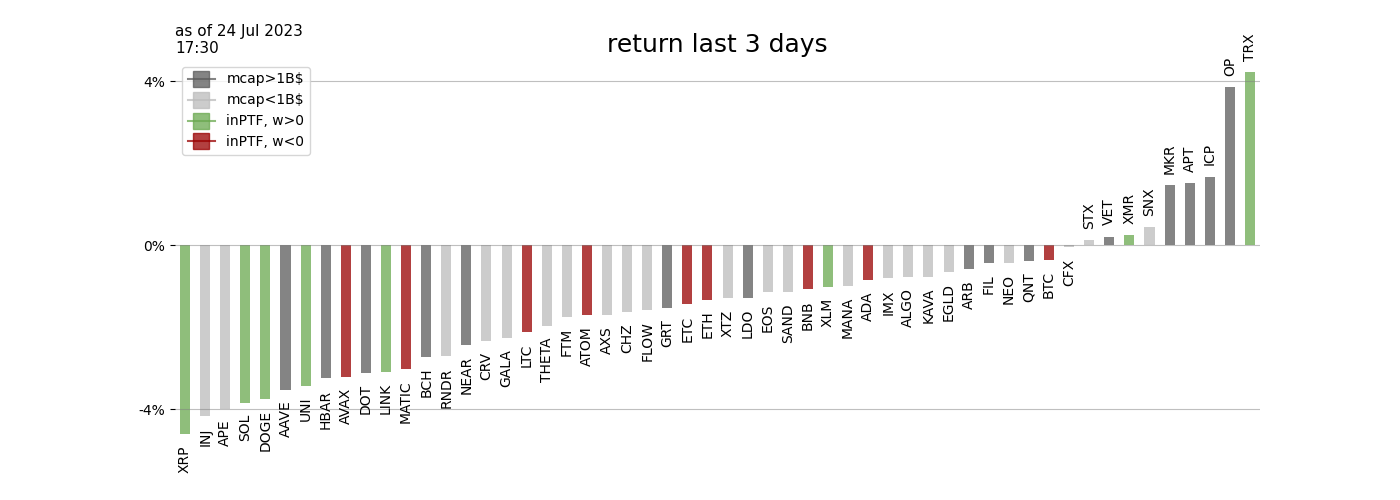 as of 24 Jul 2023
17:30
return last 3 days
mcap>1B$
mcap<1B$
inPTF, w>0
inPTF, w<0
4%
0%
-4%
XRP
INJ
APE
SOL
DOGE
AAVE
UNI
HBAR
AVAX
DOT
LINK
MATIC
BCH
RNDR
NEAR
CRV
GALA
LTC
THETA
FTM
ATOM
AXS
CHZ
FLOW
GRT
ETC
ETH
XTZ
LDO
EOS
SAND
BNB
XLM
MANA
ADA
IMX
ALGO
KAVA
EGLD
ARB
FIL
NEO
QNT
BTC
CFX
STX
VET
XMR
SNX
MKR
APT
ICP
OP
TRX